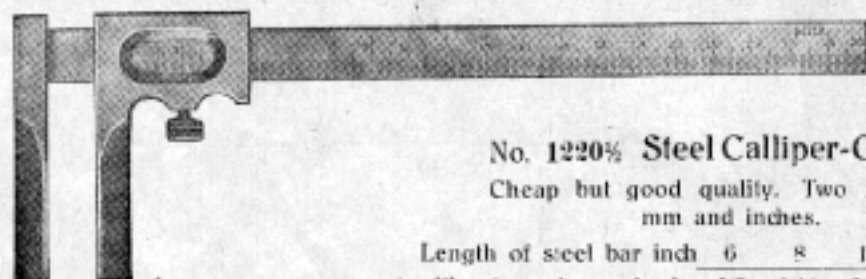 No. 1220½ Steel Calliper-
Cheap but good quality. Two
mm and inches.
Length of steel bar inch 6 8